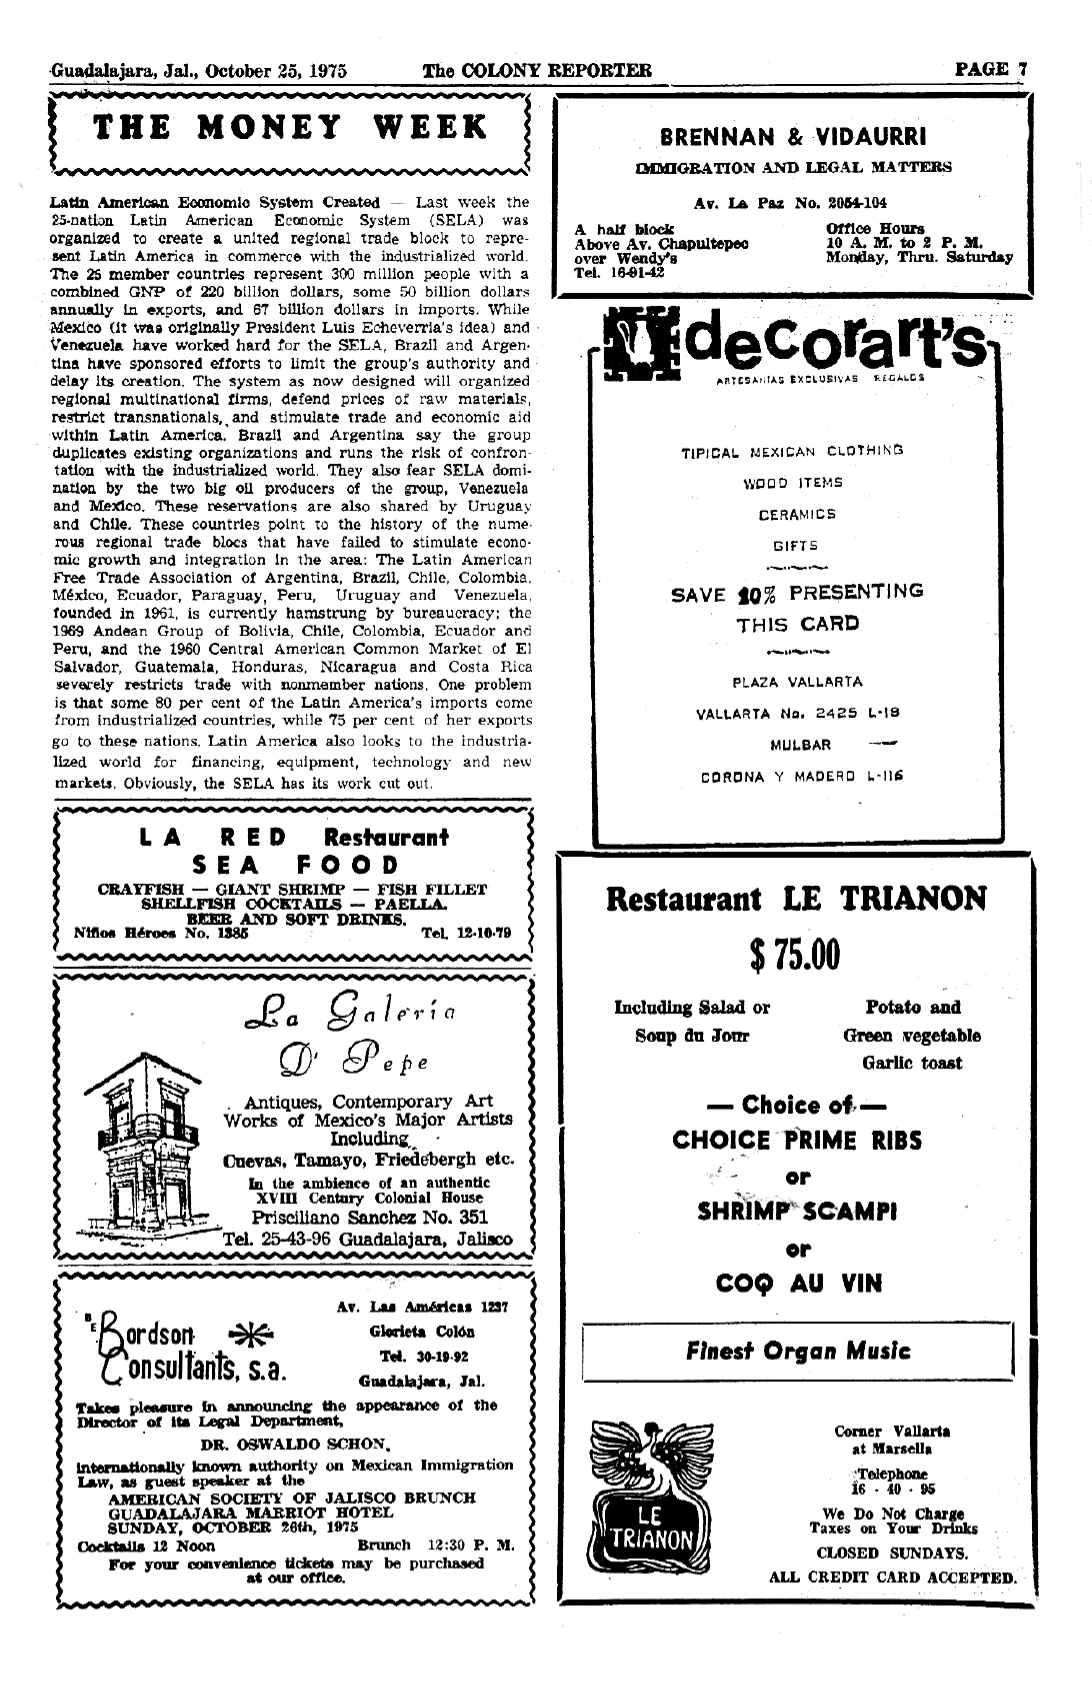 Guadalajara, Jal., October 25, 1975 The COLONY REPORTER PAGE 7
THE MONEY WEEK
Latin American Economic System Created — Last week the
25-nation Latin American Economic System (SELA) was
organized to create a united regional trade block to repre-
sent Latin America in commerce with the industrialized world.
The 25 member countries represent 300 million people with a
combined GNP of 220 billion dollars, some 50 billion dollars
annually in exports, and 67 billion dollars in imports. While
Mexico (it was originally President Luis Echeverria's idea) and
Venezuela have worked hard for the SELA, Brazil and Argen-
tina have sponsored efforts to limit the group's authority and
delay its creation. The system as now designed will organized
regional multinational firms, defend prices of raw materials,
restrict transnationals, and stimulate trade and economic aid
within Latin America. Brazil and Argentina say the group
duplicates existing organizations and runs the risk of confron-
tation with the industrialized world. They also fear SELA domi-
nation by the two big oil producers of the group, Venezuela
and Mexico. These reservations are also shared by Uruguay
and Chile. These countries point to the history of the nume-
rous regional trade blocs that have failed to stimulate econo-
mic growth and integration in the area: The Latin American
Free Trade Association of Argentina, Brazil, Chile, Colombia,
México, Ecuador, Paraguay, Peru, Uruguay and Venezuela,
founded in 1961, is currently hamstrung by bureaucracy; the
1969 Andean Group of Bolivia, Chile, Colombia, Ecuador and
Peru, and the 1960 Central American Common Market of El
Salvador, Guatemala, Honduras, Nicaragua and Costa Rica
severely restricts trade with nonmember nations. One problem
is that some 80 per cent of the Latin America's imports come
from industrialized countries, while 75 per cent of her exports
go to these nations. Latin America also looks to the industria-
lized world for financing, equipment, technology and new
markets. Obviously, the SELA has its work cut out.
LA RED Restaurant
SEA FOOD
CRAYFISH — GIANT SHRIMP — FISH FILLET
SHELLFISH COCKTAILS — PAELLA.
BEER AND SOFT DRINKS.
Niños Héroes No. 1385 Tel. 12-10-79
La Galeria
D' Pepe
Antiques, Contemporary Art
Works of Mexico's Major Artists
Including
Cuevas, Tamayo, Friedebergh etc.
In the ambience of an authentic
XVIII Century Colonial House
Prisciliano Sanchez No. 351
Tel. 25-43-96 Guadalajara, Jalisco
BE Bordson
Consultants, s.a.
Av. Las Américas 1237
Glorieta Colón
Tel. 30-19-92
Guadalajara, Jal.
Takes pleasure in announcing the appearance of the
Director of its Legal Department,
DR. OSWALDO SCHON,
internationally known authority on Mexican Immigration
Law, as guest speaker at the
AMERICAN SOCIETY OF JALISCO BRUNCH
GUADALAJARA MARRIOT HOTEL
SUNDAY, OCTOBER 26th, 1975
Cocktails 12 Noon Brunch 12:30 P. M.
For your convenience tickets may be purchased
at our office.
BRENNAN & VIDAURRI
IMMIGRATION AND LEGAL MATTERS
Av. La Paz No. 2054-104
A half block
Above Av. Chapultepec
over Wendy's
Tel. 16-91-42
Office Hours
10 A. M. to 2 P. M.
Monday, Thru. Saturday
decorart's
ARTESANIAS EXCLUSIVAS REGALOS
TIPICAL MEXICAN CLOTHING
WOOD ITEMS
CERAMICS
GIFTS
SAVE 10% PRESENTING
THIS CARD
PLAZA VALLARTA
VALLARTA No. 2425 L-18
MULBAR —
CORONA Y MADERO L-116
Restaurant LE TRIANON
$ 75.00
Including Salad or
Soup du Jour
Potato and
Green vegetable
Garlic toast
— Choice of —
CHOICE PRIME RIBS
or
SHRIMP SCAMPI
or
COQ AU VIN
Finest Organ Music
LE
TRIANON
Corner Vallarta
at Marsella
Telephone
16 - 40 - 95
We Do Not Charge
Taxes on Your Drinks
CLOSED SUNDAYS.
ALL CREDIT CARD ACCEPTED.